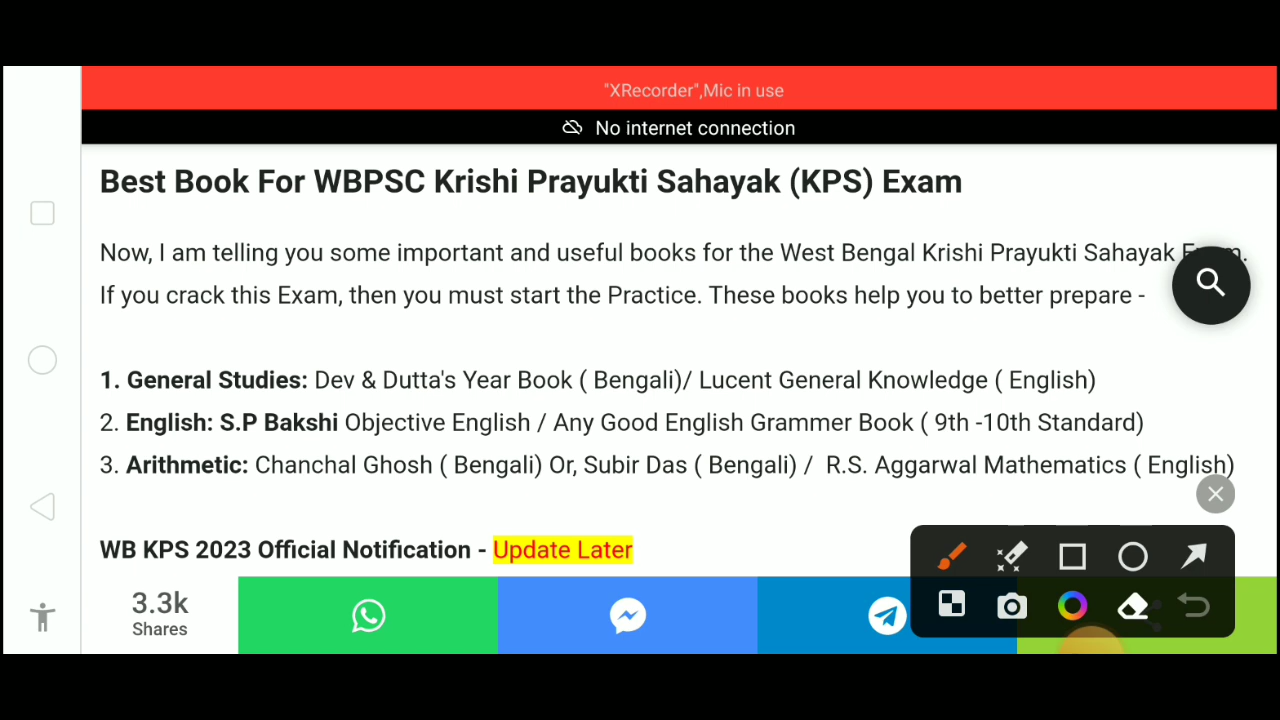 "XRecorder",Mic in use
No internet connection
Best Book For WBPSC Krishi Prayukti Sahayak (KPS) Exam
Now, I am telling you some important and useful books for the West Bengal Krishi Prayukti Sahayak Exam.
If you crack this Exam, then you must start the Practice. These books help you to better prepare -
1. General Studies: Dev & Dutta's Year Book ( Bengali)/ Lucent General Knowledge ( English)
2. English: S.P Bakshi Objective English / Any Good English Grammer Book ( 9th -10th Standard)
3. Arithmetic: Chanchal Ghosh ( Bengali) Or, Subir Das ( Bengali) / R.S. Aggarwal Mathematics ( English)
WB KPS 2023 Official Notification - Update Later
3.3k
Shares